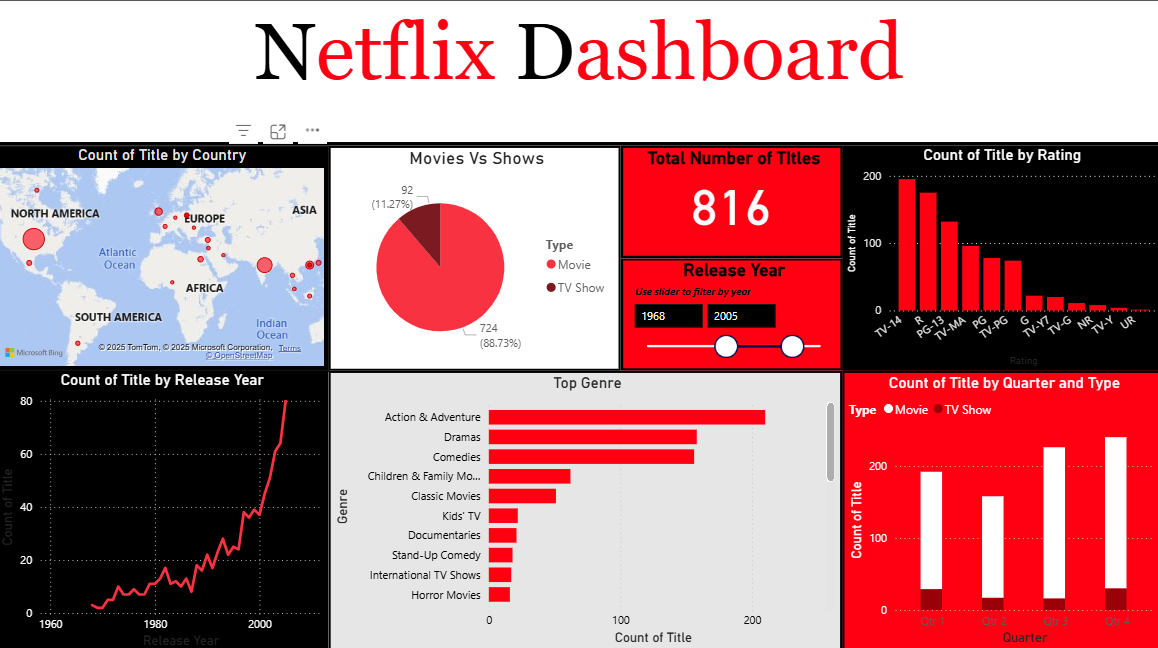 Netflix Dashboard
Count of Title by Country
NORTH AMERICA
EUROPE
ASIA
Atlantic
Ocean
AFRICA
SOUTH AMERICA
Indian
Ocean
Microsoft Bing
© 2025 TomTom, © 2025 Microsoft Corporation, Terms
© OpenStreetMap
Movies Vs Shows
92
(11.27%)
724
(88.73%)
Type
Movie
TV Show
Total Number of TItles
816
Release Year
Use slider to filter by year
1968
2005
Count of Title by Rating
Count of Title
200
100
0
TV-14
R
PG-13
TV-MA
PG
TV-PG
G
TV-Y7
TV-G
NR
TV-Y
UR
Rating
Count of Title by Release Year
Count of Title
80
60
40
20
0
1960
1980
2000
Release Year
Top Genre
Genre
Action & Adventure
Dramas
Comedies
Children & Family Mo...
Classic Movies
Kids' TV
Documentaries
Stand-Up Comedy
International TV Shows
Horror Movies
0
100
200
Count of Title
Count of Title by Quarter and Type
Type Movie TV Show
Count of Title
200
100
0
Qtr 1
Qtr 2
Qtr 3
Qtr 4
Quarter